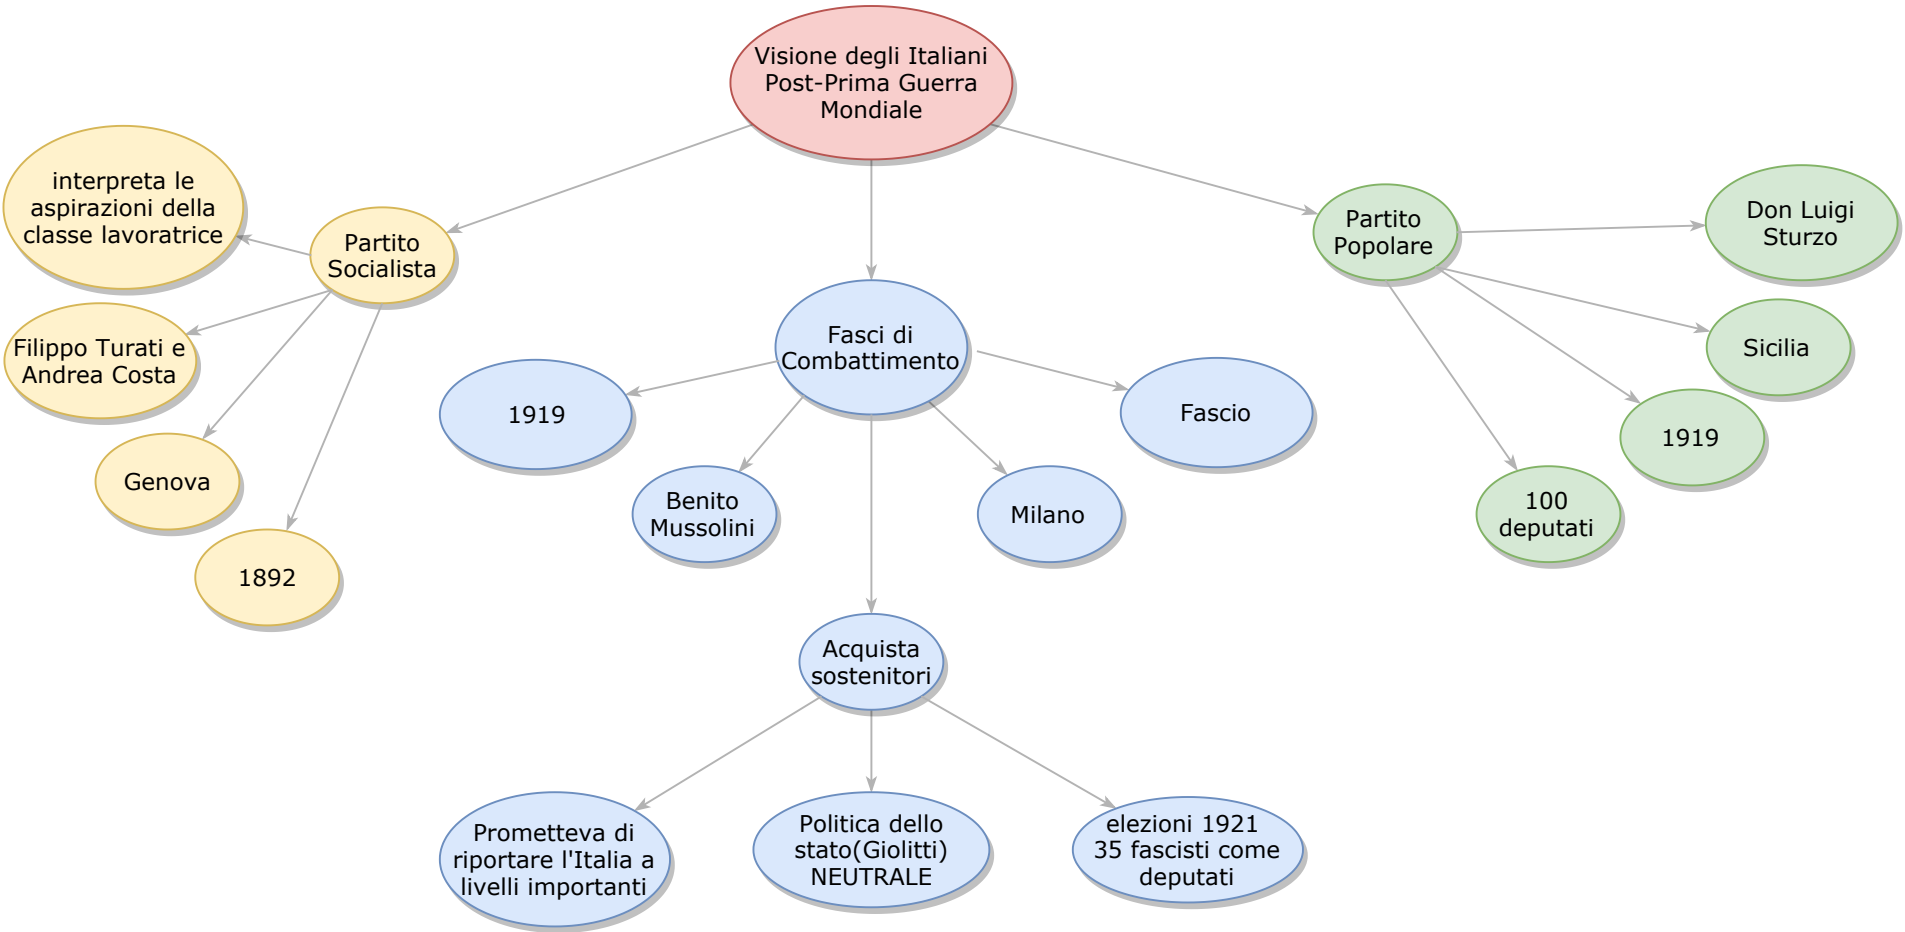 Visione degli Italiani
Post-Prima Guerra
Mondiale
interpreta le
aspirazioni della
classe lavoratrice
Partito
Socialista
Filippo Turati e
Andrea Costa
Genova
1892
Fasci di
Combattimento
1919
Benito
Mussolini
Milano
Fascio
Acquista
sostenitori
Prometteva di
riportare l'Italia a
livelli importanti
Politica dello
stato(Giolitti)
NEUTRALE
elezioni 1921
35 fascisti come
deputati
Partito
Popolare
Don Luigi
Sturzo
Sicilia
1919
100
deputati